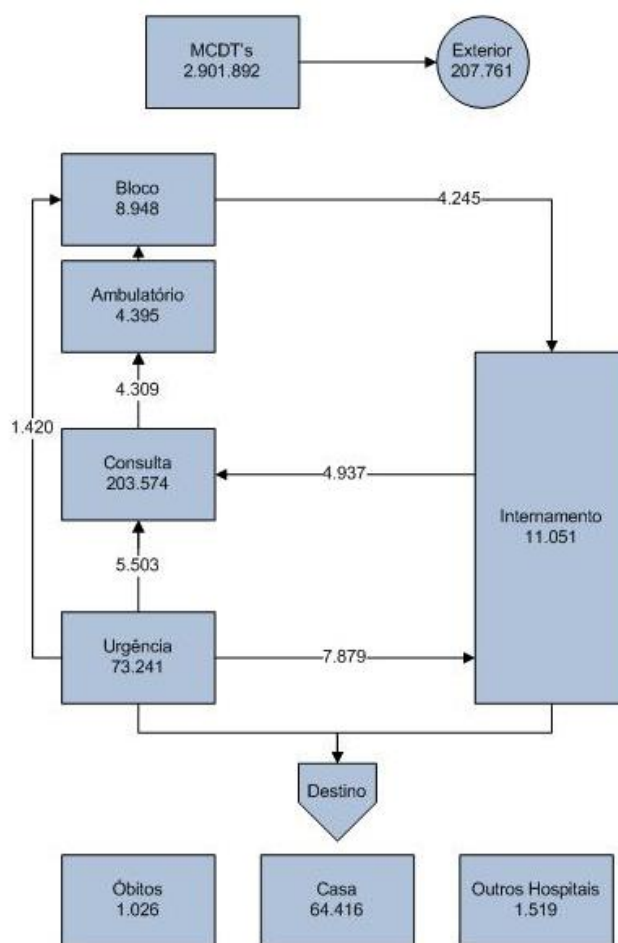 MCDT's
2.901.892
Exterior
207.761
Bloco
8.948
4.245
Ambulatório
4.395
4.309
1.420
Consulta
203.574
4.937
Internamento
11.051
5.503
Urgência
73.241
7.879
Destino
Óbitos
1.026
Casa
64.416
Outros Hospitais
1.519